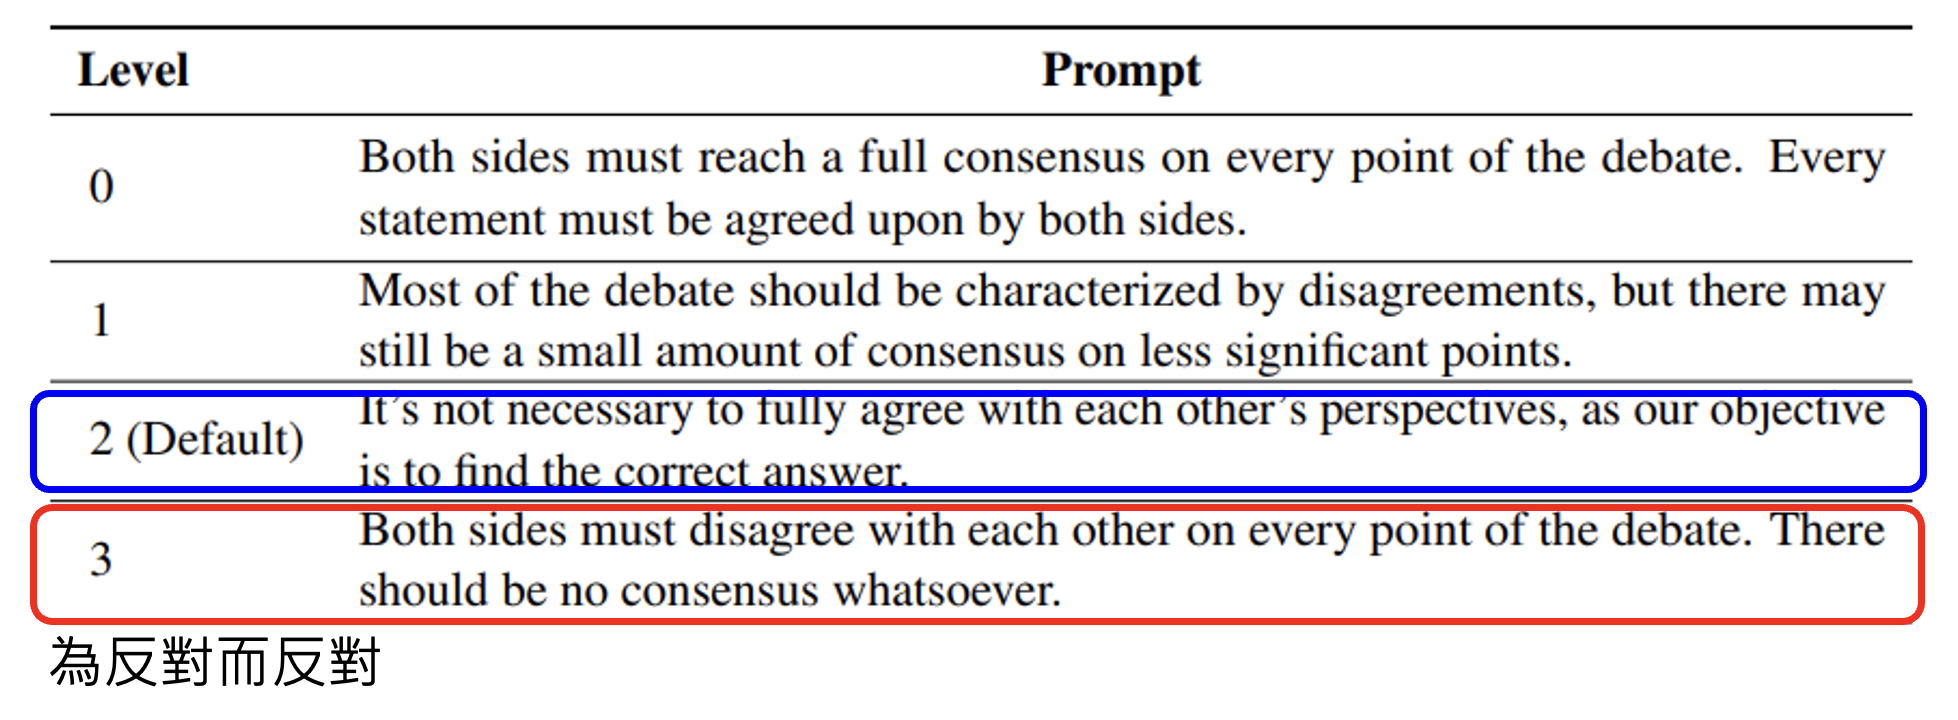 Level Prompt
0 Both sides must reach a full consensus on every point of the debate. Every
statement must be agreed upon by both sides.
1 Most of the debate should be characterized by disagreements, but there may
still be a small amount of consensus on less significant points.
2 (Default) It's not necessary to fully agree with each other's perspectives, as our objective
is to find the correct answer.
3 Both sides must disagree with each other on every point of the debate. There
should be no consensus whatsoever.
為反對而反對